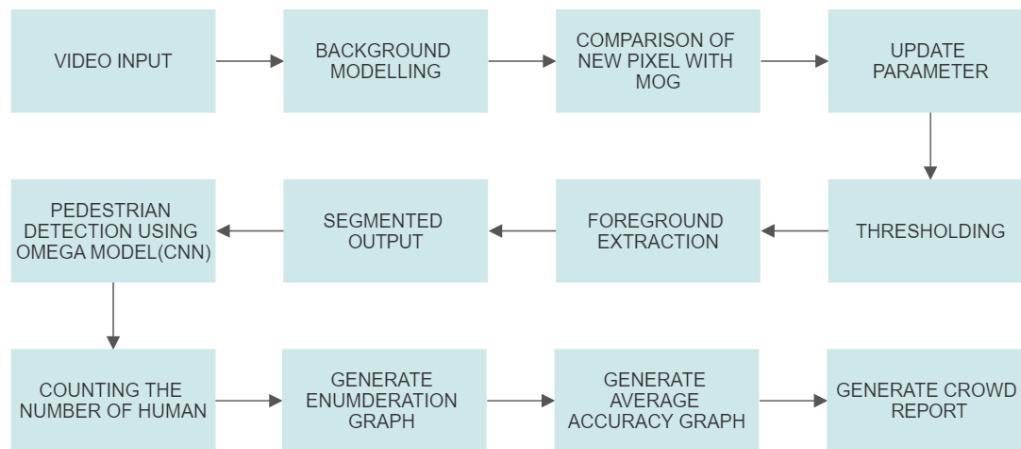 VIDEO INPUT
BACKGROUND
MODELLING
COMPARISON OF
NEW PIXEL WITH
MOG
UPDATE
PARAMETER
THRESHOLDING
FOREGROUND
EXTRACTION
SEGMENTED
OUTPUT
PEDESTRIAN
DETECTION USING
OMEGA MODEL(CNN)
COUNTING THE
NUMBER OF HUMAN
GENERATE
ENUMDERATION
GRAPH
GENERATE
AVERAGE
ACCURACY GRAPH
GENERATE CROWD
REPORT